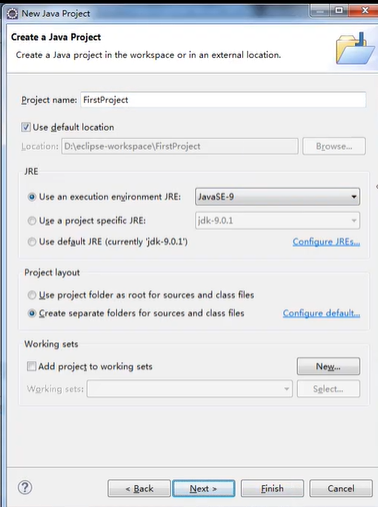 New Java Project
Create a Java Project
Create a Java project in the workspace or in an external location.
Project name: FirstProject
Use default location
Location: D:\eclipse-workspace\FirstProject Browse...
JRE
Use an execution environment JRE: JavaSE-9
Use a project specific JRE: jdk-9.0.1
Use default JRE (currently 'jdk-9.0.1') Configure JREs...
Project layout
Use project folder as root for sources and class files
Create separate folders for sources and class files Configure default...
Working sets
Add project to working sets New...
Working sets: Select...
? < Back Next > Finish Cancel